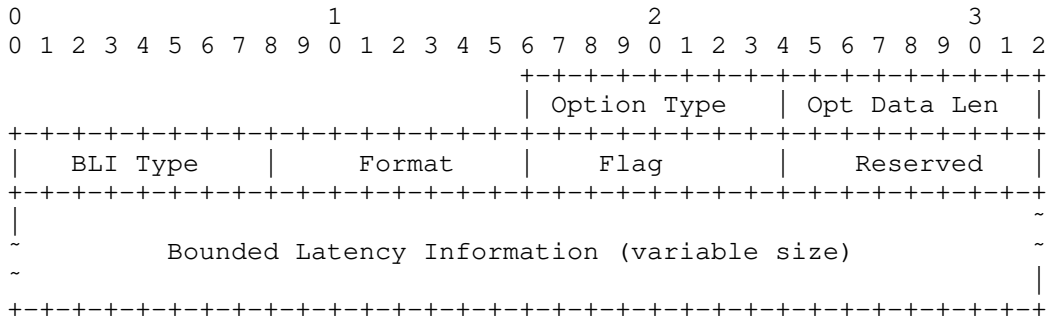 0                   1                   2                   3
0 1 2 3 4 5 6 7 8 9 0 1 2 3 4 5 6 7 8 9 0 1 2 3 4 5 6 7 8 9 0 1 2
                                +-+-+-+-+-+-+-+-+-+-+-+-+-+-+-+-+
                                | Option Type   | Opt Data Len  |
+-+-+-+-+-+-+-+-+-+-+-+-+-+-+-+-+-+-+-+-+-+-+-+-+-+-+-+-+-+-+-+-+
|   BLI Type    |     Format    |    Flag       |    Reserved   |
+-+-+-+-+-+-+-+-+-+-+-+-+-+-+-+-+-+-+-+-+-+-+-+-+-+-+-+-+-+-+-+-+
|                                                               ~
~         Bounded Latency Information (variable size)           ~
~                                                               |
+-+-+-+-+-+-+-+-+-+-+-+-+-+-+-+-+-+-+-+-+-+-+-+-+-+-+-+-+-+-+-+-+